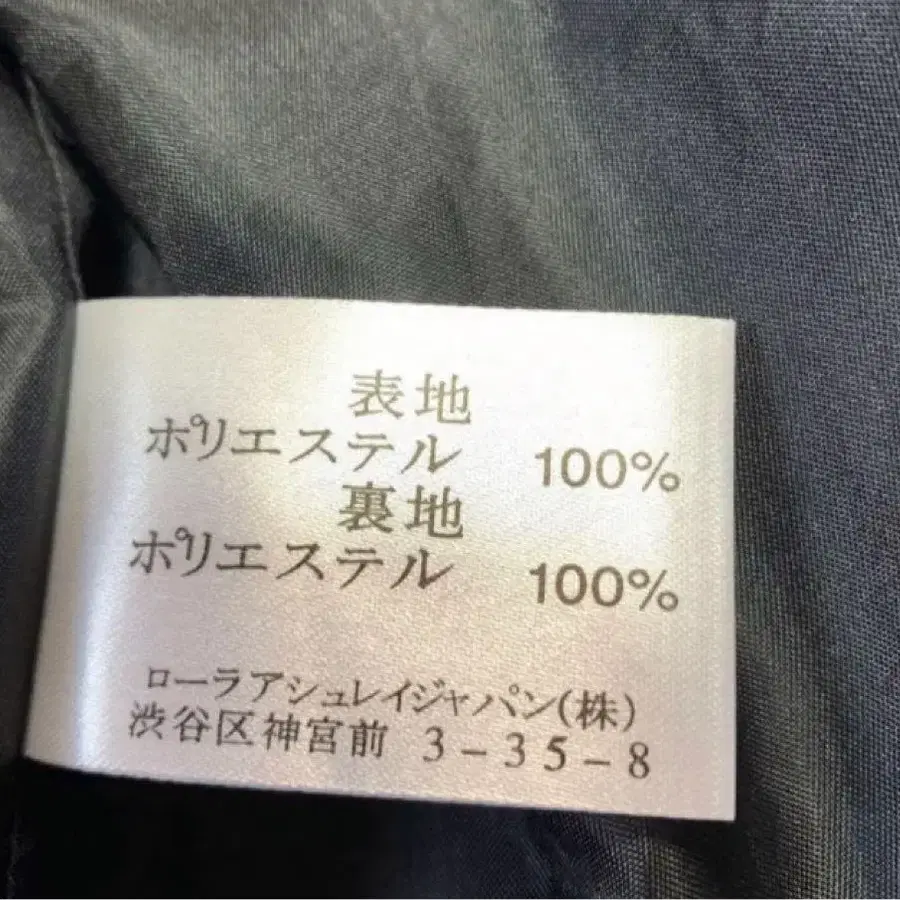 表地
ポリエステル 100%
裏地
ポリエステル 100%
ローラアシュレイジャパン(株)
渋谷区神宮前 3-35-8